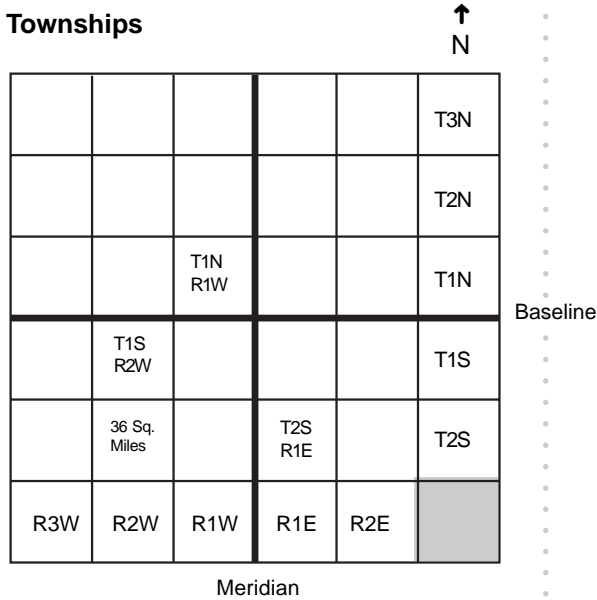 Townships
N
T3N
T2N
T1N
R1W
T1N
Baseline
T1S
R2W
T1S
36 Sq.
Miles
T2S
R1E
T2S
R3W
R2W
R1W
R1E
R2E
Meridian